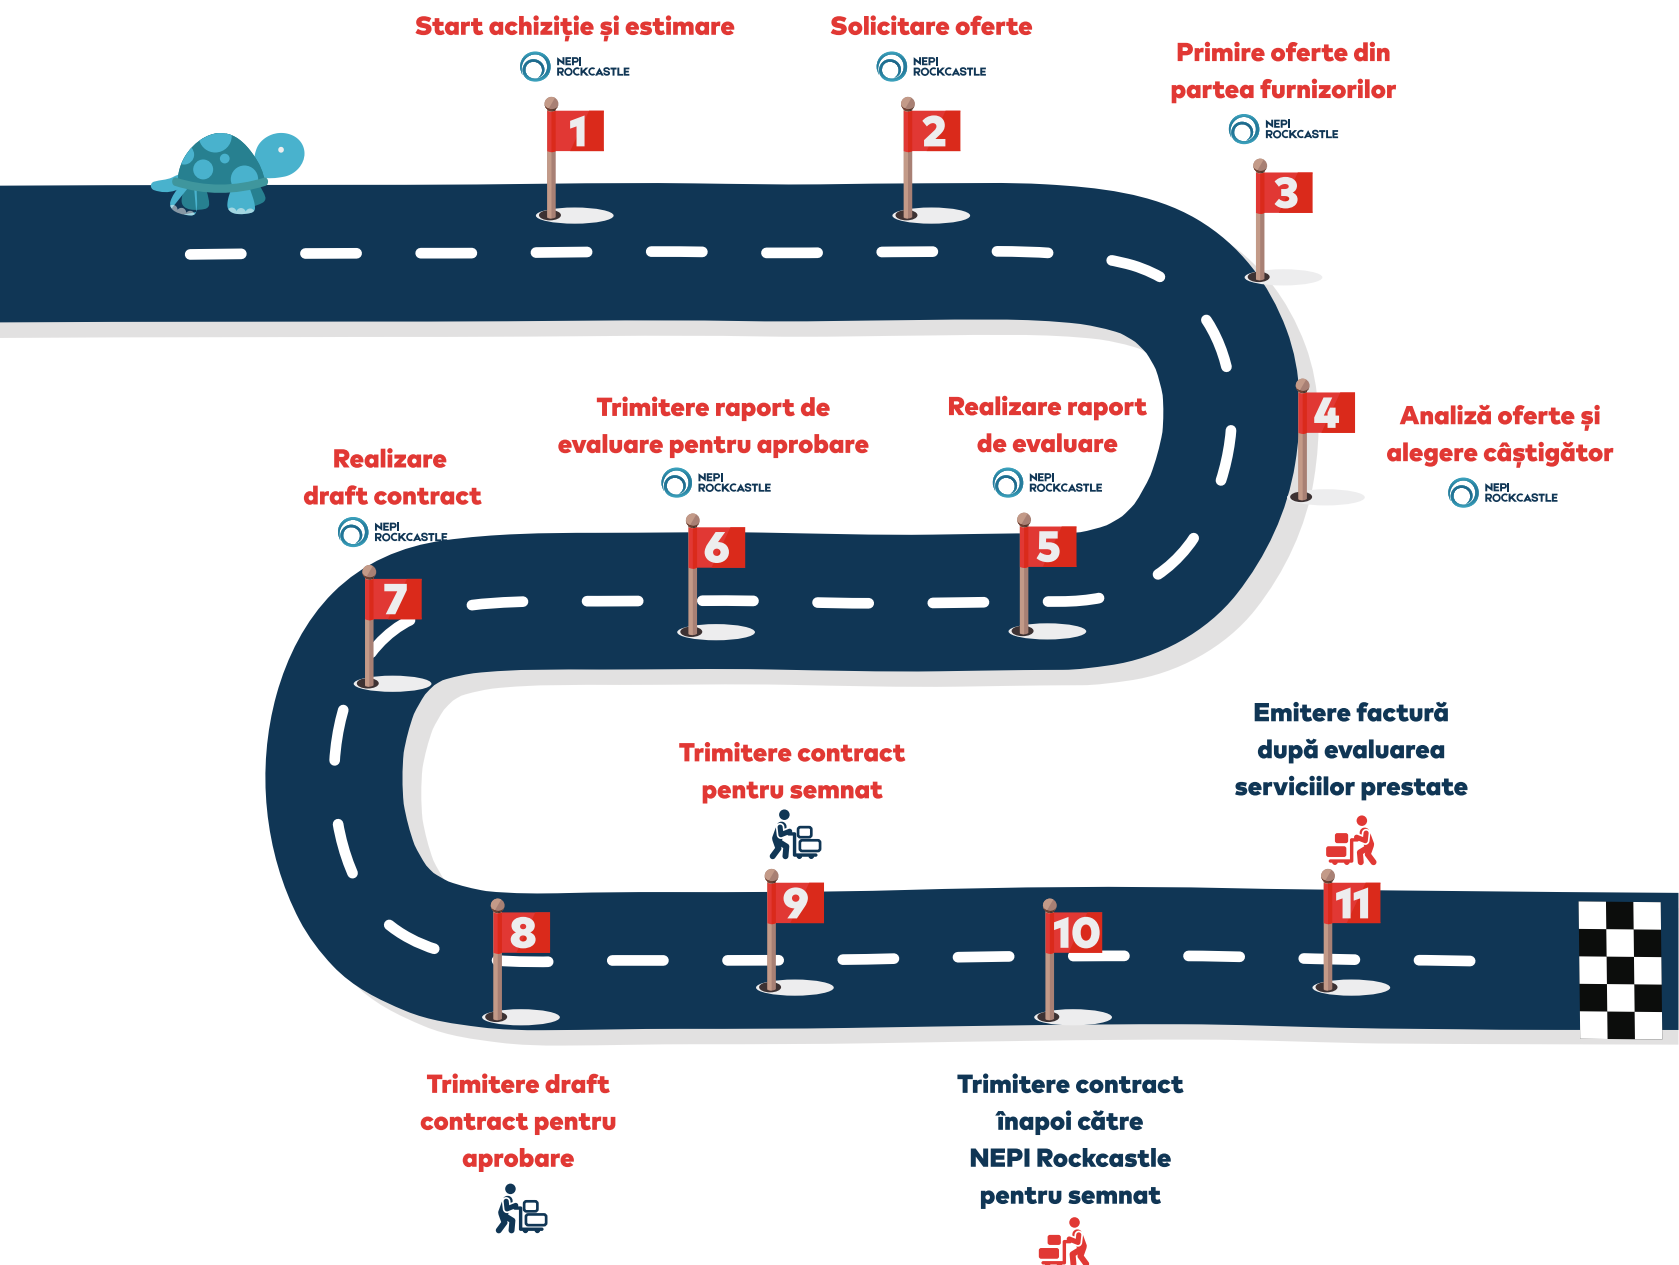 Start achiziție și estimare
NEPI
ROCKCASTLE
1
Solicitare oferte
NEPI
ROCKCASTLE
2
Primire oferte din
partea furnizorilor
NEPI
ROCKCASTLE
3
4
Analiză oferte și
alegere câștigător
NEPI
ROCKCASTLE
Realizare raport
de evaluare
NEPI
ROCKCASTLE
5
Trimitere raport de
evaluare pentru aprobare
NEPI
ROCKCASTLE
6
Realizare
draft contract
NEPI
ROCKCASTLE
7
8
Trimitere draft
contract pentru
aprobare
Trimitere contract
pentru semnat
9
10
Trimitere contract
înapoi către
NEPI Rockcastle
pentru semnat
Emitere factură
după evaluarea
serviciilor prestate
11